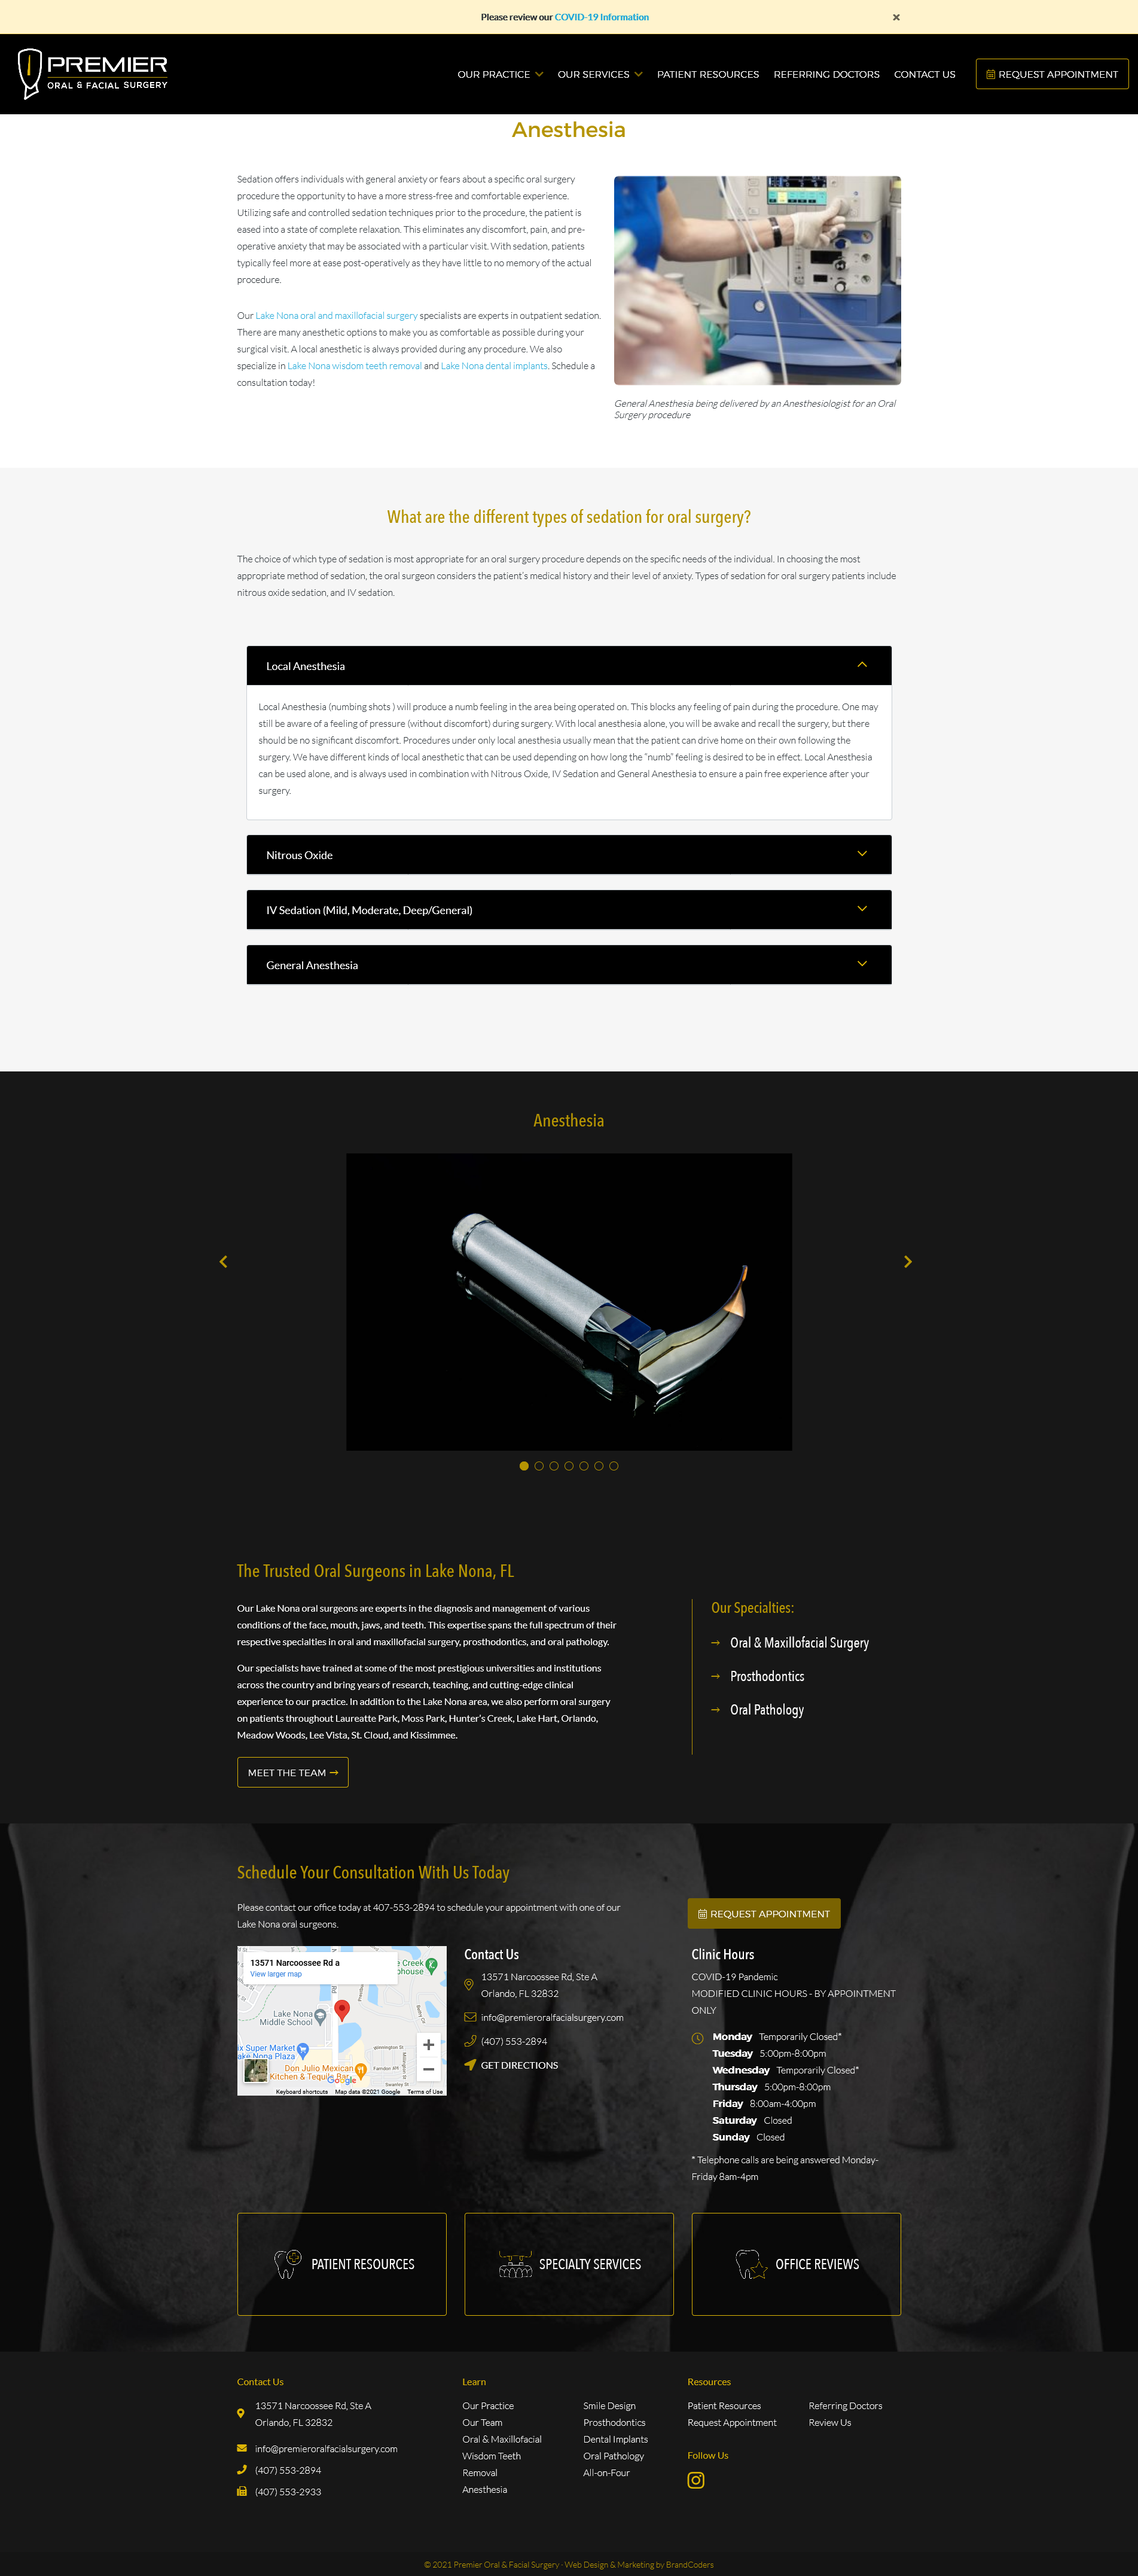 Please review our COVID-19 Information
×
PREMIER
ORAL & FACIAL SURGERY
OUR PRACTICE
OUR SERVICES
PATIENT RESOURCES
REFERRING DOCTORS
CONTACT US
REQUEST APPOINTMENT
Anesthesia
Sedation offers individuals with general anxiety or fears about a specific oral surgery
procedure the opportunity to have a more stress-free and comfortable experience.
Utilizing safe and controlled sedation techniques prior to the procedure, the patient is
eased into a state of complete relaxation. This eliminates any discomfort, pain, and pre-
operative anxiety that may be associated with a particular visit. With sedation, patients
typically feel more at ease post-operatively as they have little to no memory of the actual
procedure.
Our Lake Nona oral and maxillofacial surgery specialists are experts in outpatient sedation.
There are many anesthetic options to make you as comfortable as possible during your
surgical visit. A local anesthetic is always provided during any procedure. We also
specialize in Lake Nona wisdom teeth removal and Lake Nona dental implants. Schedule a
consultation today!
General Anesthesia being delivered by an Anesthesiologist for an Oral
Surgery procedure
What are the different types of sedation for oral surgery?
The choice of which type of sedation is most appropriate for an oral surgery procedure depends on the specific needs of the individual. In choosing the most
appropriate method of sedation, the oral surgeon considers the patient's medical history and their level of anxiety. Types of sedation for oral surgery patients include
nitrous oxide sedation, and IV sedation.
Local Anesthesia
Local Anesthesia (numbing shots ) will produce a numb feeling in the area being operated on. This blocks any feeling of pain during the procedure. One may
still be aware of a feeling of pressure (without discomfort) during surgery. With local anesthesia alone, you will be awake and recall the surgery, but there
should be no significant discomfort. Procedures under only local anesthesia usually mean that the patient can drive home on their own following the
surgery. We have different kinds of local anesthetic that can be used depending on how long the "numb" feeling is desired to be in effect. Local Anesthesia
can be used alone, and is always used in combination with Nitrous Oxide, IV Sedation and General Anesthesia to ensure a pain free experience after your
surgery.
Nitrous Oxide
IV Sedation (Mild, Moderate, Deep/General)
General Anesthesia
Anesthesia
The Trusted Oral Surgeons in Lake Nona, FL
Our Lake Nona oral surgeons are experts in the diagnosis and management of various
conditions of the face, mouth, jaws, and teeth. This expertise spans the full spectrum of their
respective specialties in oral and maxillofacial surgery, prosthodontics, and oral pathology.
Our specialists have trained at some of the most prestigious universities and institutions
across the country and bring years of research, teaching, and cutting-edge clinical
experience to our practice. In addition to the Lake Nona area, we also perform oral surgery
on patients throughout Laureatte Park, Moss Park, Hunter's Creek, Lake Hart, Orlando,
Meadow Woods, Lee Vista, St. Cloud, and Kissimmee.
MEET THE TEAM
Our Specialties:
Oral & Maxillofacial Surgery
Prosthodontics
Oral Pathology
Schedule Your Consultation With Us Today
Please contact our office today at 407-553-2894 to schedule your appointment with one of our
Lake Nona oral surgeons.
REQUEST APPOINTMENT
13571 Narcoossee Rd a
View larger map
e Creek
phouse
Lake Nona
Middle School
ix Super Market
ake Nona Plaza
Don Julio Mexican
Kitchen & Tequila Bar
Google
Keyboard shortcuts
Map data ©2021 Google
Terms of Use
Contact Us
13571 Narcoossee Rd, Ste A
Orlando, FL 32832
info@premieroralfacialsurgery.com
(407) 553-2894
GET DIRECTIONS
Clinic Hours
COVID-19 Pandemic
MODIFIED CLINIC HOURS - BY APPOINTMENT
ONLY
Monday Temporarily Closed*
Tuesday 5:00pm-8:00pm
Wednesday Temporarily Closed*
Thursday 5:00pm-8:00pm
Friday 8:00am-4:00pm
Saturday Closed
Sunday Closed
* Telephone calls are being answered Monday-
Friday 8am-4pm
PATIENT RESOURCES
SPECIALTY SERVICES
OFFICE REVIEWS
Contact Us
13571 Narcoossee Rd, Ste A
Orlando, FL 32832
info@premieroralfacialsurgery.com
(407) 553-2894
(407) 553-2933
Learn
Our Practice
Our Team
Oral & Maxillofacial
Wisdom Teeth
Removal
Anesthesia
Smile Design
Prosthodontics
Dental Implants
Oral Pathology
All-on-Four
Resources
Patient Resources
Request Appointment
Referring Doctors
Review Us
Follow Us
© 2021 Premier Oral & Facial Surgery · Web Design & Marketing by BrandCoders